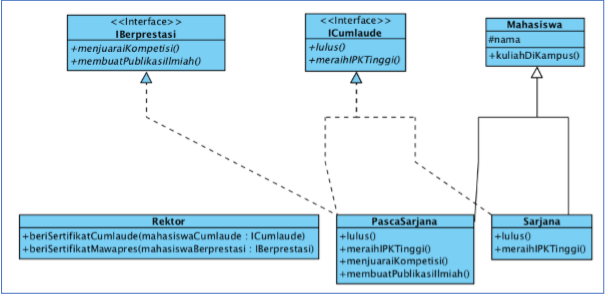 <<Interface>>
IBerprestasi
+menjuaraiKompetisi()
+membuatPublikasiIlmiah()
<<Interface>>
ICumlaude
+lulus()
+meraihIPKTinggi()
Mahasiswa
#nama
+kuliahDiKampus()
Rektor
+beriSertifikatCumlaude(mahasiswaCumlaude : ICumlaude)
+beriSertifikatMawapres(mahasiswaBerprestasi : IBerprestasi)
PascaSarjana
+lulus()
+meraihIPKTinggi()
+menjuaraiKompetisi()
+membuatPublikasiIlmiah()
Sarjana
+lulus()
+meraihIPKTinggi()